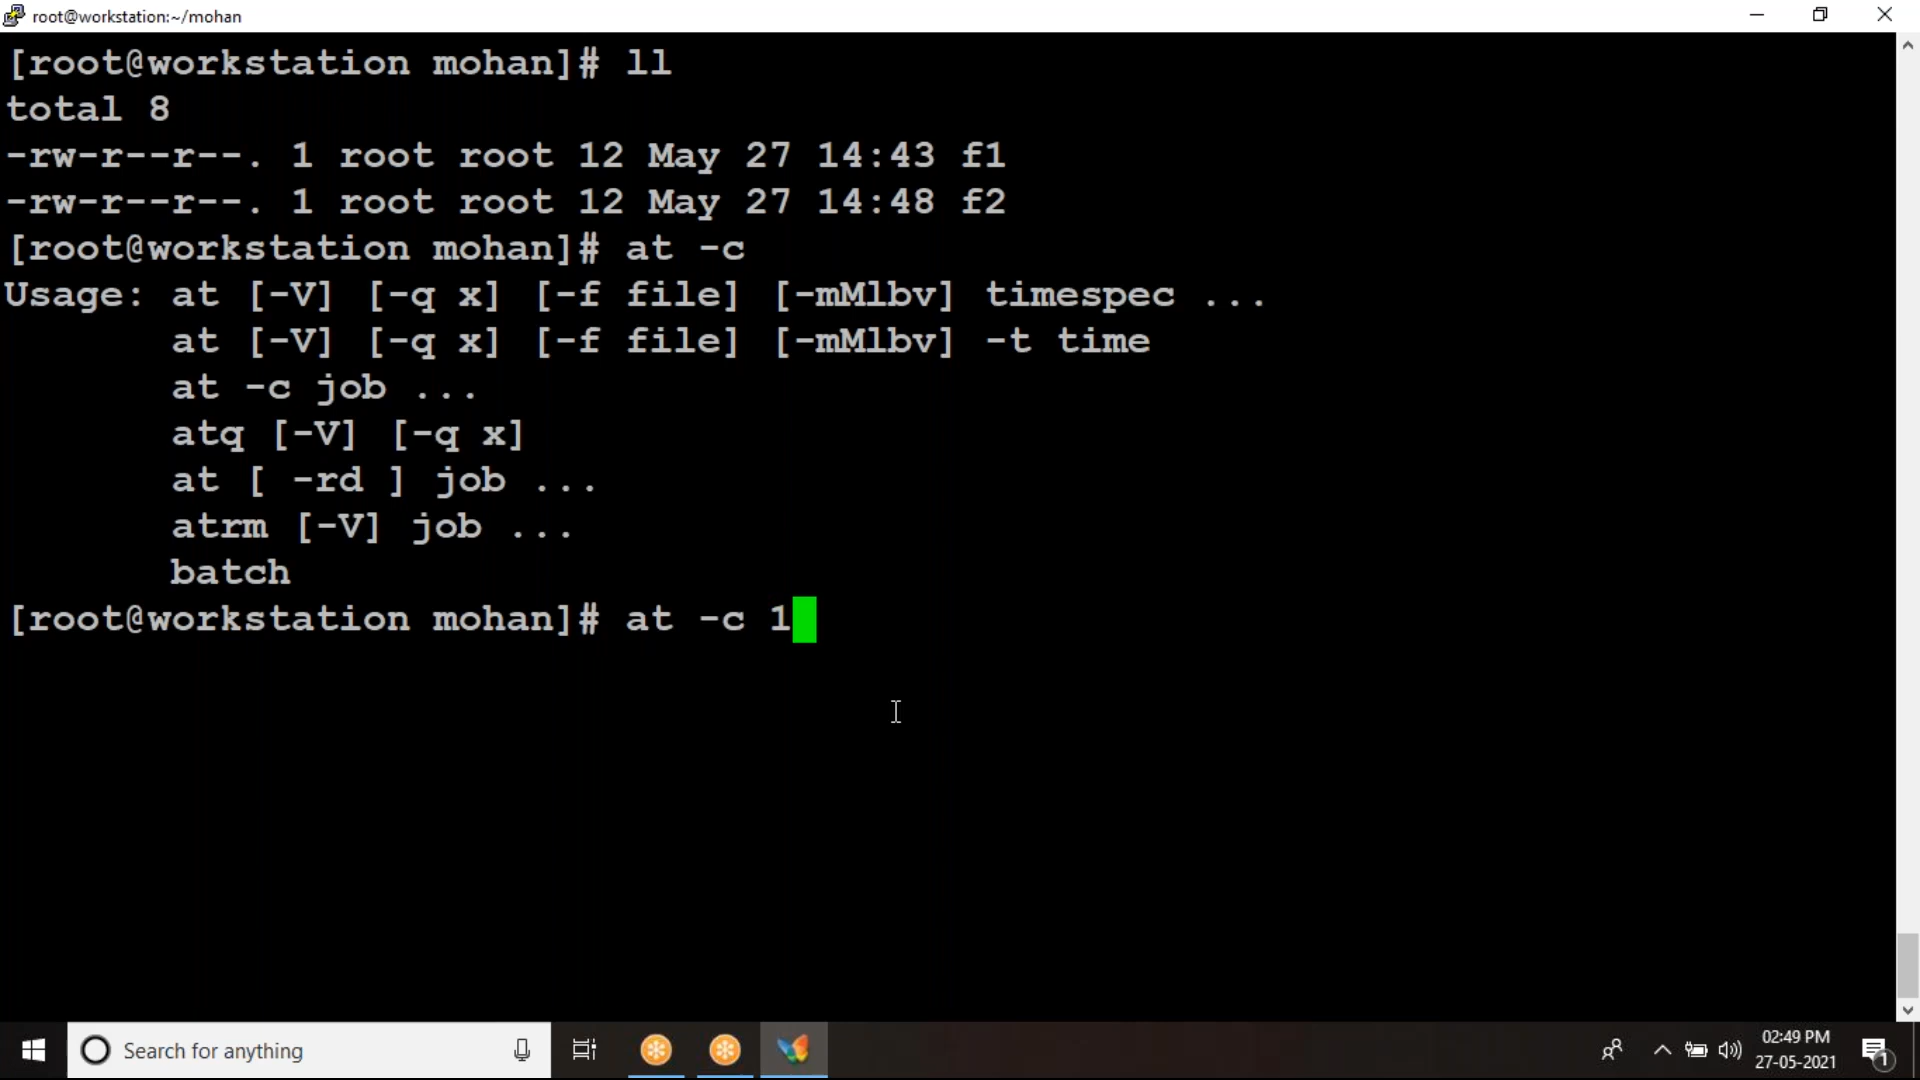 root@workstation:~/mohan
[root@workstation mohan]# ll
total 8
-rw-r--r--. 1 root root 12 May 27 14:43 f1
-rw-r--r--. 1 root root 12 May 27 14:48 f2
[root@workstation mohan]# at -c
Usage: at [-V] [-q x] [-f file] [-mMlbv] timespec ...
       at [-V] [-q x] [-f file] [-mMlbv] -t time
       at -c job ...
       atq [-V] [-q x]
       at [ -rd ] job ...
       atrm [-V] job ...
       batch
[root@workstation mohan]# at -c 1
Search for anything
02:49 PM
27-05-2021
1